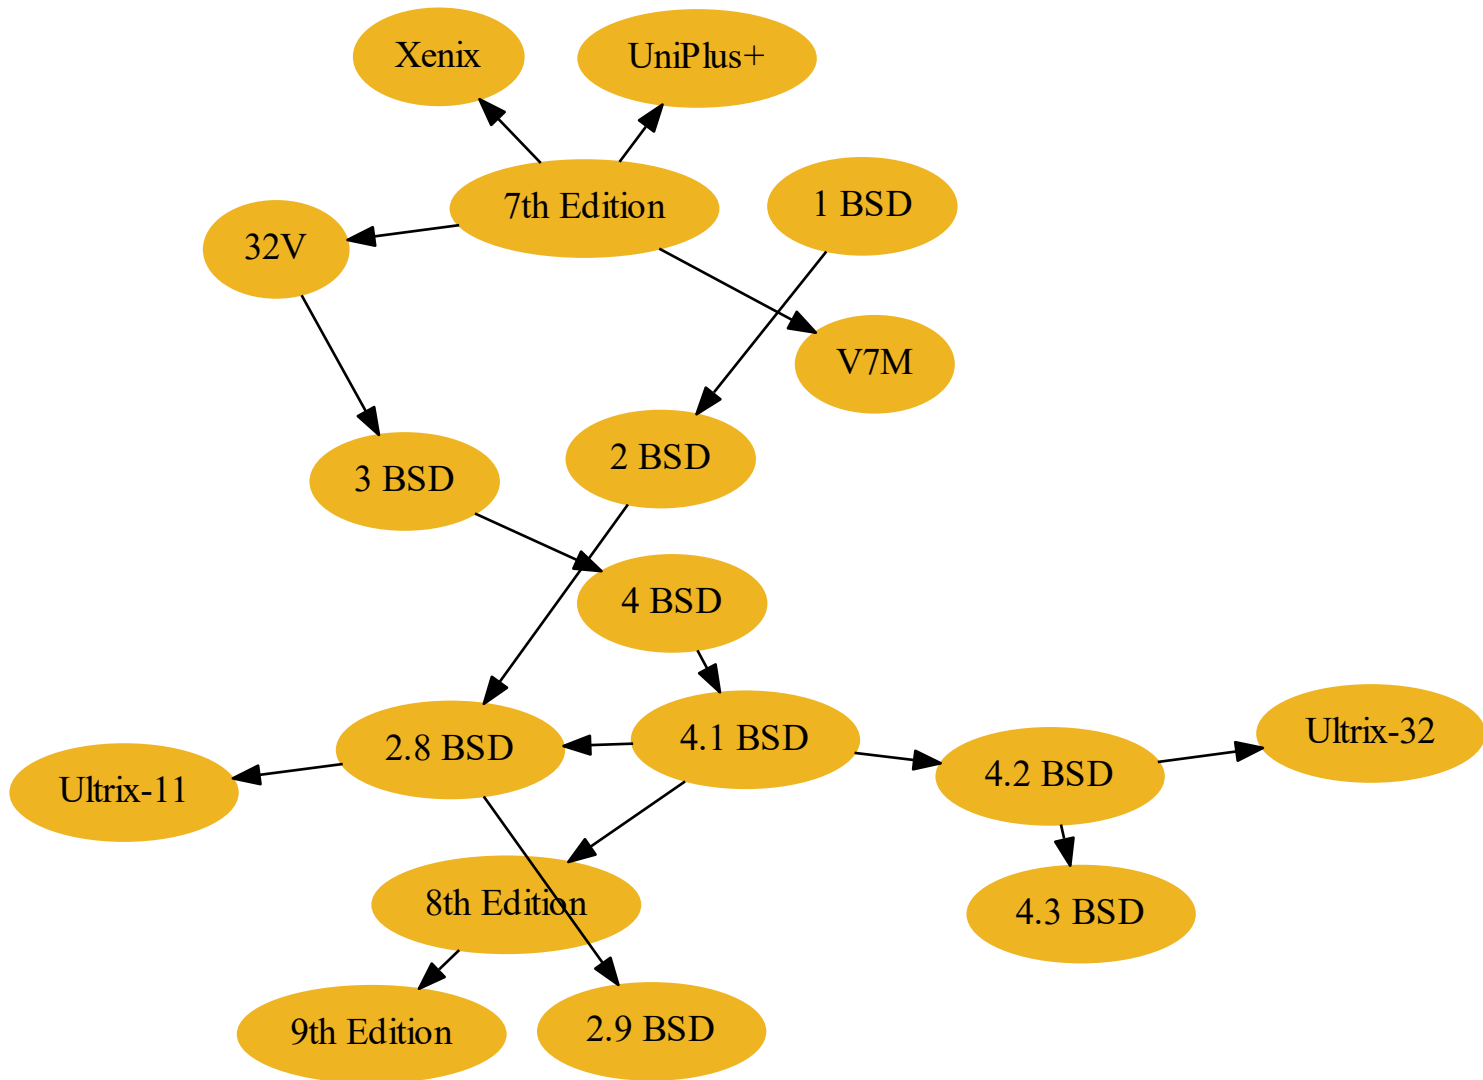 Xenix
UniPlus+
7th Edition
1 BSD
32V
V7M
2 BSD
3 BSD
4 BSD
Ultrix-32
4.1 BSD
2.8 BSD
4.2 BSD
Ultrix-11
8th Edition
4.3 BSD
2.9 BSD
9th Edition